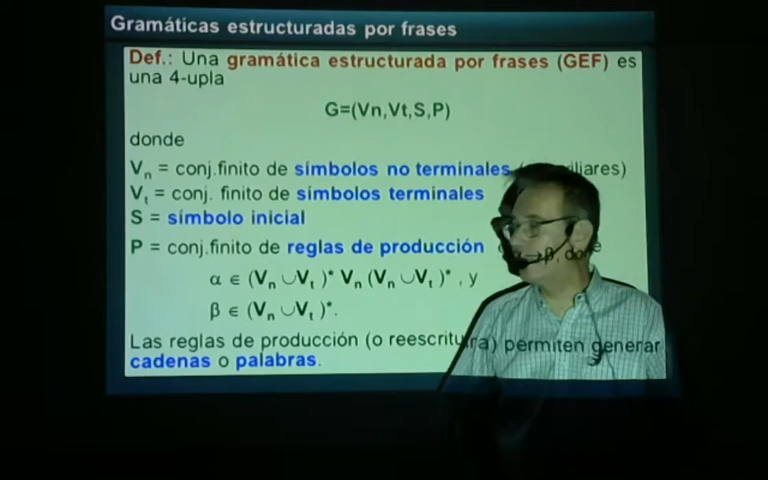 Gramáticas estructuradas por frases
Def.: Una gramática estructurada por frases (GEF) es
una 4-upla
G=(Vn,Vt,S,P)
donde
Vn = conj.finito de símbolos no terminales
Vt = conj. finito de símbolos terminales
S = símbolo inicial
P = conj.finito de reglas de producción α→β,
α ∈ (Vn ∪Vt )* Vn (Vn ∪Vt )* , y
β ∈ (Vn ∪Vt )*.
Las reglas de producción (o reescritura) permiten generar
cadenas o palabras.